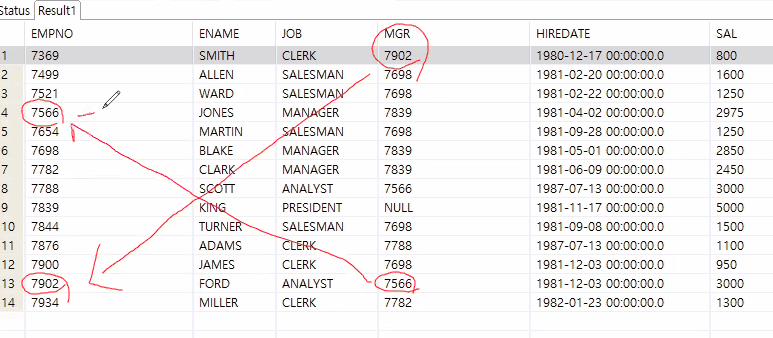 Status Result1
EMPNO ENAME JOB MGR HIREDATE SAL
1 7369 SMITH CLERK 7902 1980-12-17 00:00:00.0 800
2 7499 ALLEN SALESMAN 7698 1981-02-20 00:00:00.0 1600
3 7521 WARD SALESMAN 7698 1981-02-22 00:00:00.0 1250
4 7566 JONES MANAGER 7839 1981-04-02 00:00:00.0 2975
5 7654 MARTIN SALESMAN 7698 1981-09-28 00:00:00.0 1250
6 7698 BLAKE MANAGER 7839 1981-05-01 00:00:00.0 2850
7 7782 CLARK MANAGER 7839 1981-06-09 00:00:00.0 2450
8 7788 SCOTT ANALYST 7566 1987-07-13 00:00:00.0 3000
9 7839 KING PRESIDENT NULL 1981-11-17 00:00:00.0 5000
10 7844 TURNER SALESMAN 7698 1981-09-08 00:00:00.0 1500
11 7876 ADAMS CLERK 7788 1987-07-13 00:00:00.0 1100
12 7900 JAMES CLERK 7698 1981-12-03 00:00:00.0 950
13 7902 FORD ANALYST 7566 1981-12-03 00:00:00.0 3000
14 7934 MILLER CLERK 7782 1982-01-23 00:00:00.0 1300